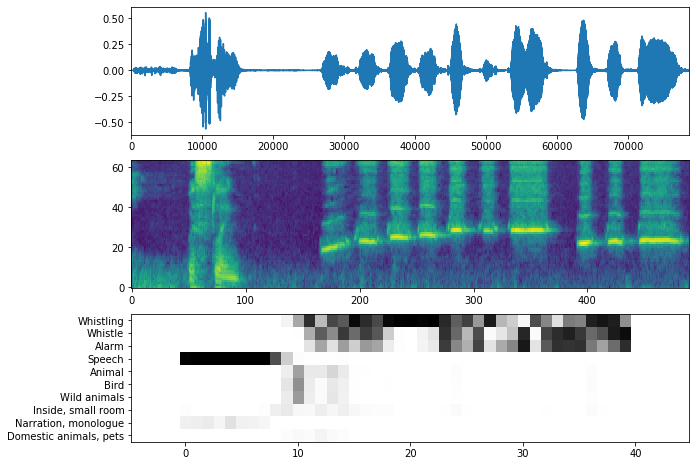 0.50
0.25
0.00
−0.25
−0.50
0 10000 20000 30000 40000 50000 60000 70000
60
40
20
0
0 100 200 300 400
Whistling
Whistle
Alarm
Speech
Animal
Bird
Wild animals
Inside, small room
Narration, monologue
Domestic animals, pets
0 10 20 30 40